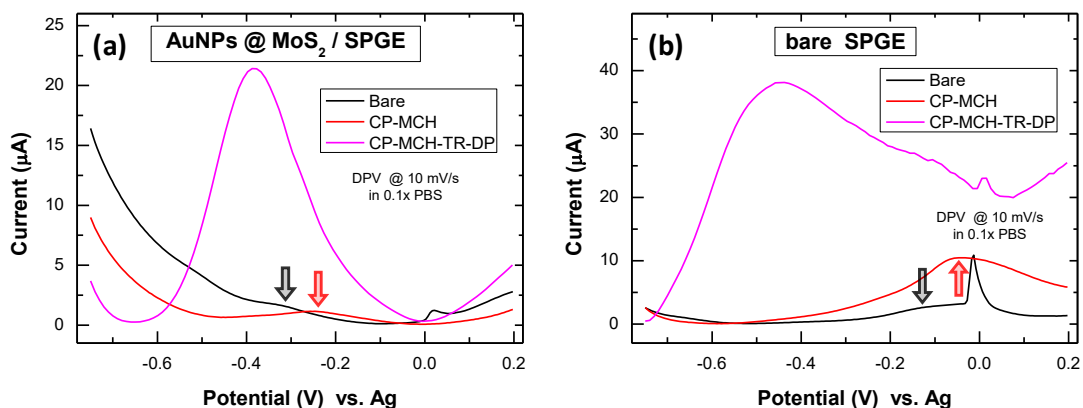 (a)
AuNPs @ MoS₂ / SPGE
Bare
CP-MCH
CP-MCH-TR-DP
DPV @ 10 mV/s
in 0.1x PBS
Current (μA)
25
20
15
10
5
0
-0.6
-0.4
-0.2
0.0
0.2
Potential (V) vs. Ag
(b)
bare SPGE
Bare
CP-MCH
CP-MCH-TR-DP
DPV @ 10 mV/s
in 0.1x PBS
Current (μA)
40
30
20
10
0
-0.6
-0.4
-0.2
0.0
0.2
Potential (V) vs. Ag